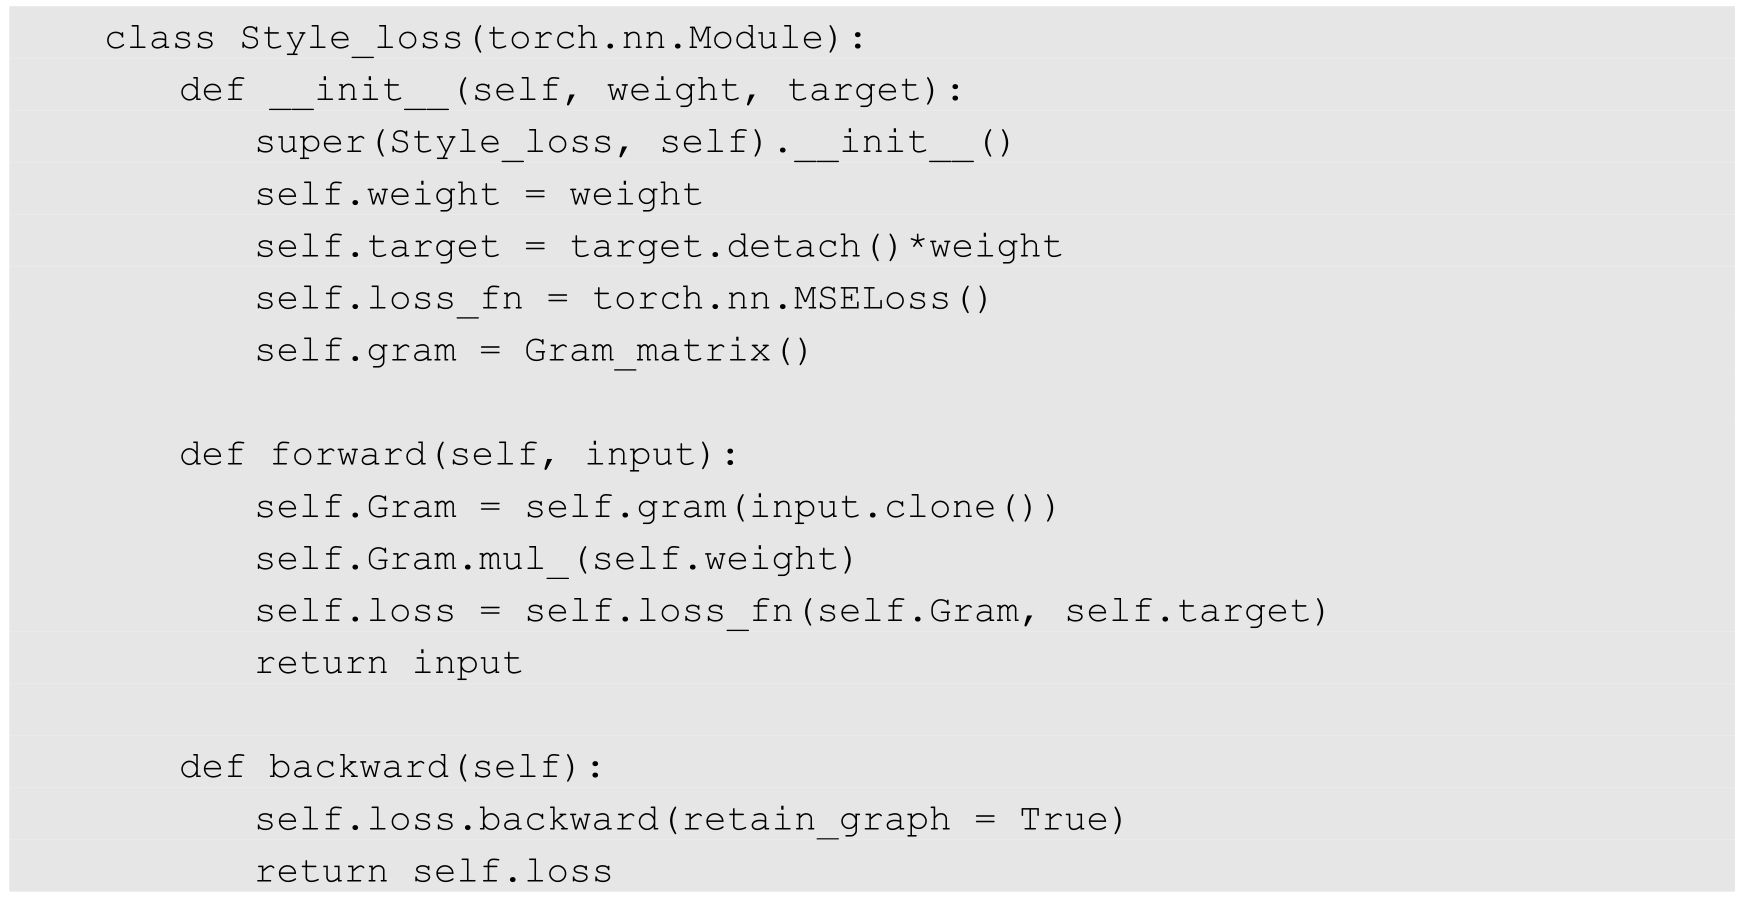 class Style_loss(torch.nn.Module):
    def __init__(self, weight, target):
        super(Style_loss, self).__init__()
        self.weight = weight
        self.target = target.detach()*weight
        self.loss_fn = torch.nn.MSELoss()
        self.gram = Gram_matrix()

    def forward(self, input):
        self.Gram = self.gram(input.clone())
        self.Gram.mul_(self.weight)
        self.loss = self.loss_fn(self.Gram, self.target)
        return input

    def backward(self):
        self.loss.backward(retain_graph = True)
        return self.loss